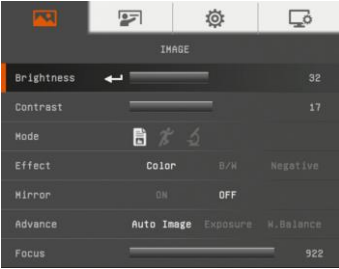 IMAGE
Brightness 32
Contrast 17
Mode
Effect Color B/W Negative
Mirror ON OFF
Advance Auto Image Exposure W.Balance
Focus 922